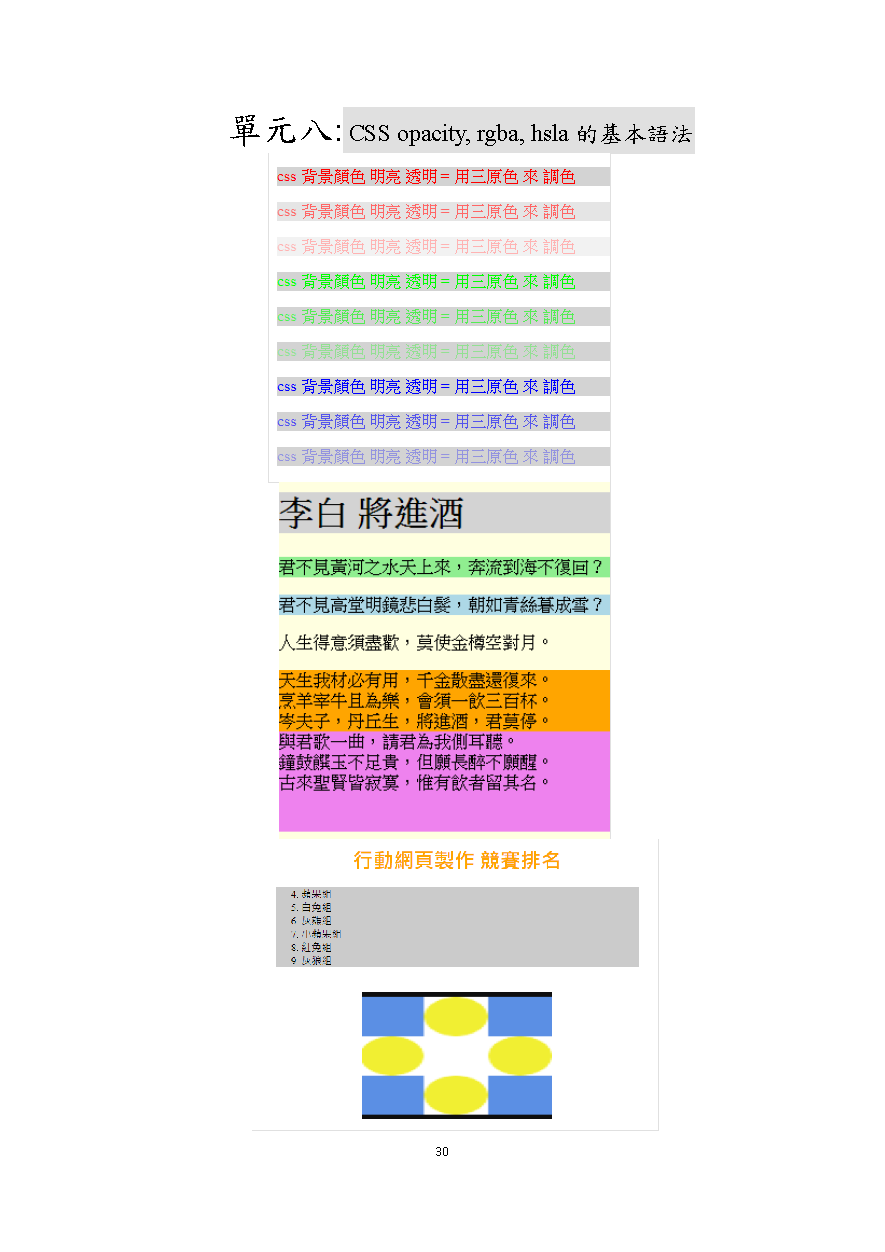 單元八: CSS opacity, rgba, hsla 的基本語法
css 背景顏色 明亮 透明 = 用三原色 來 調色
css 背景顏色 明亮 透明 = 用三原色 來 調色
css 背景顏色 明亮 透明 = 用三原色 來 調色
css 背景顏色 明亮 透明 = 用三原色 來 調色
css 背景顏色 明亮 透明 = 用三原色 來 調色
css 背景顏色 明亮 透明 = 用三原色 來 調色
css 背景顏色 明亮 透明 = 用三原色 來 調色
css 背景顏色 明亮 透明 = 用三原色 來 調色
css 背景顏色 明亮 透明 = 用三原色 來 調色
李白 將進酒
君不見黃河之水天上來，奔流到海不復回？
君不見高堂明鏡悲白髮，朝如青絲暮成雪？
人生得意須盡歡，莫使金樽空對月。
天生我材必有用，千金散盡還復來。
烹羊宰牛且為樂，會須一飲三百杯。
岑夫子，丹丘生，將進酒，君莫停。
與君歌一曲，請君為我側耳聽。
鐘鼓饌玉不足貴，但願長醉不願醒。
古來聖賢皆寂寞，惟有飲者留其名。
行動網頁製作 競賽排名
4. 蘋果組
5. 白兔組
6.
7. 小蘋果組
8. 紅兔組
9. 灰狼組
30